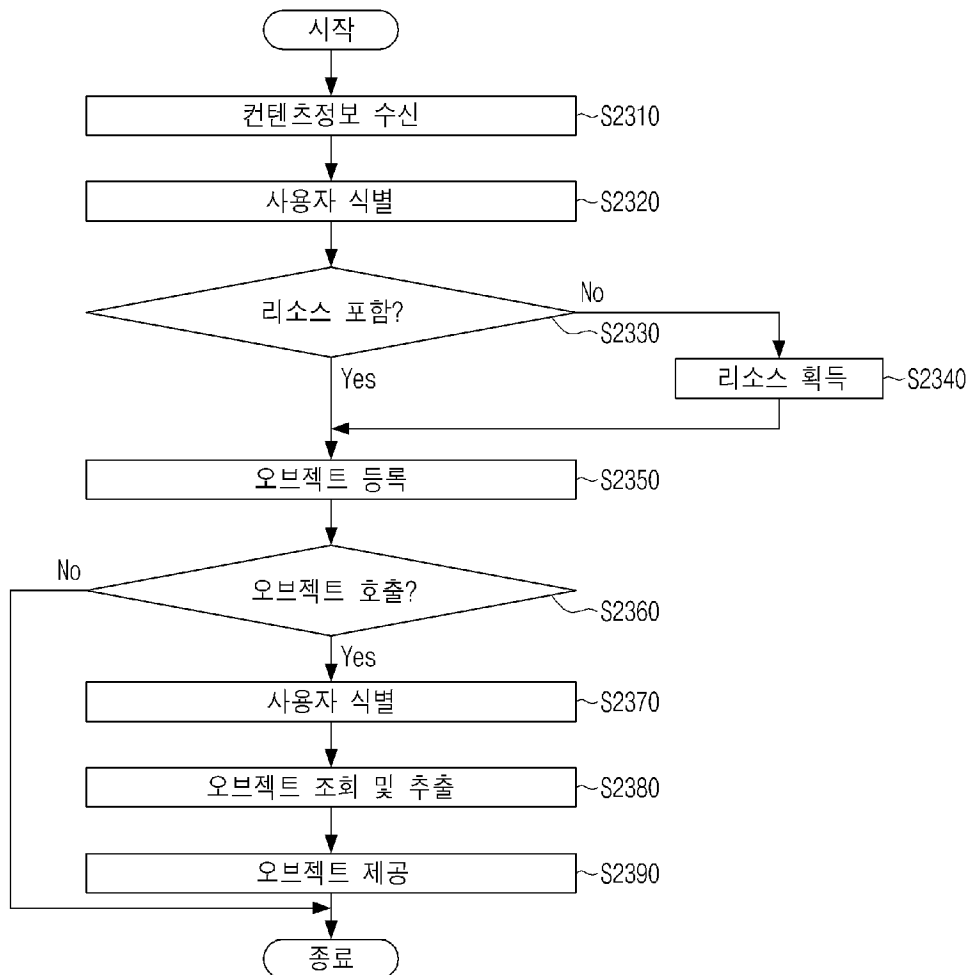 시작
컨텐츠정보 수신
S2310
사용자 식별
S2320
리소스 포함?
No
S2330
Yes
리소스 획득
S2340
오브젝트 등록
S2350
No
오브젝트 호출?
S2360
Yes
사용자 식별
S2370
오브젝트 조회 및 추출
S2380
오브젝트 제공
S2390
종료